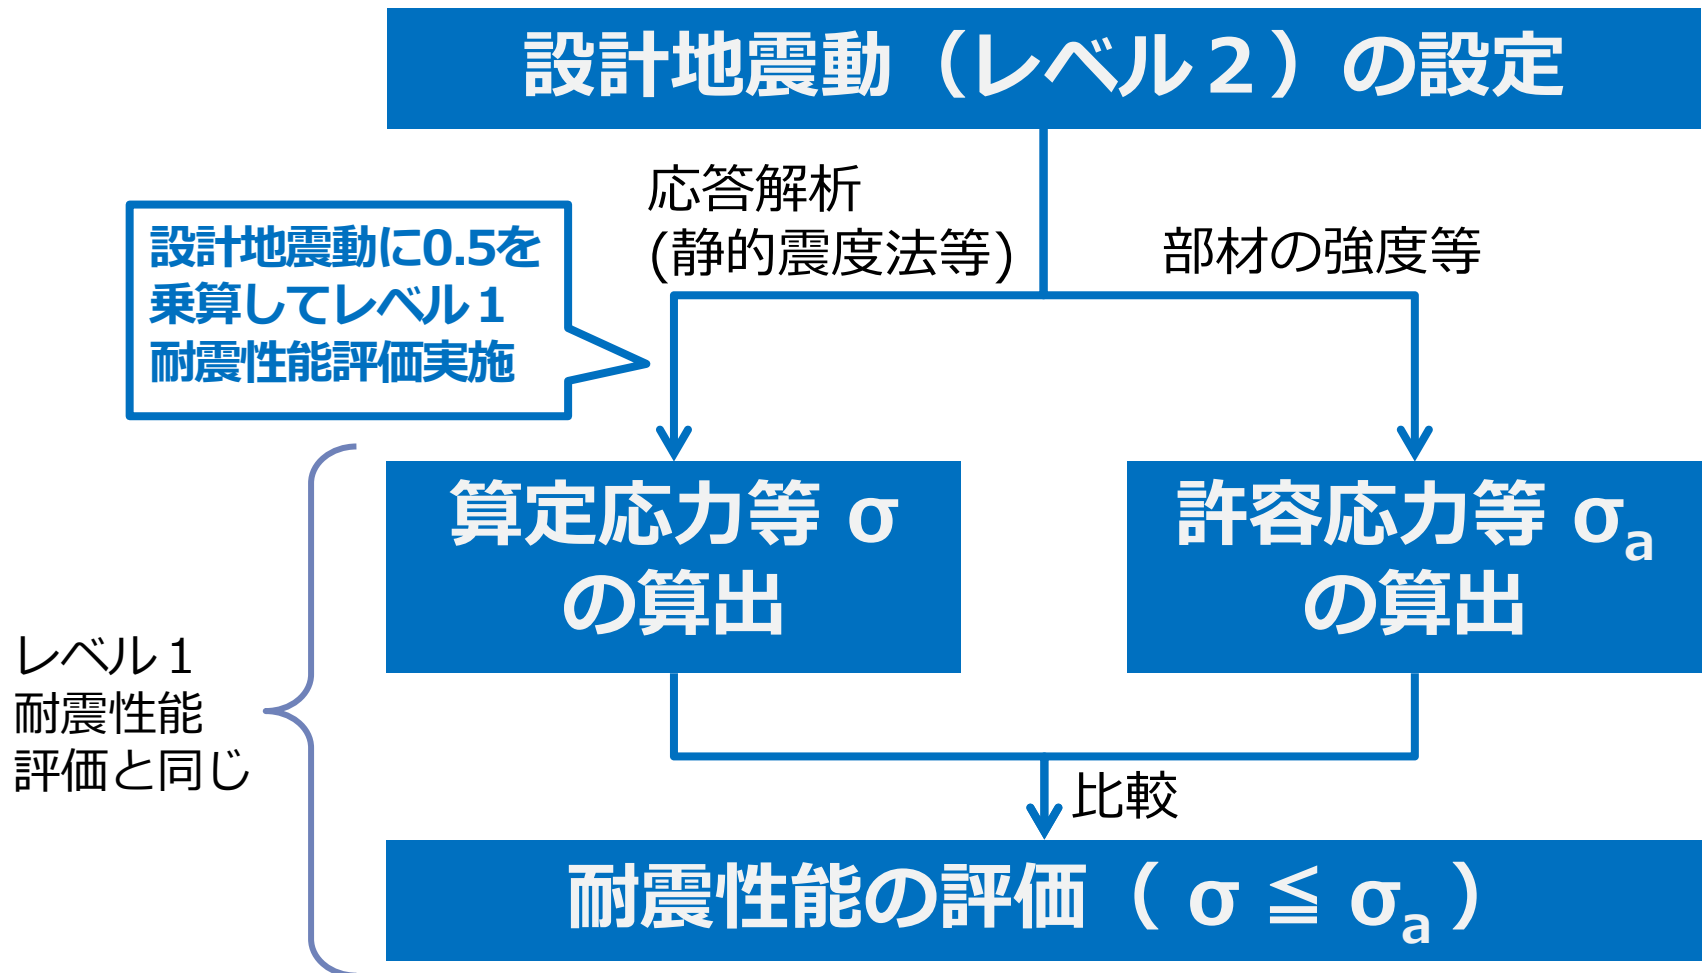 設計地震動（レベル２）の設定
応答解析
(静的震度法等)
部材の強度等
設計地震動に0.5を
乗算してレベル１
耐震性能評価実施
算定応力等 σ
の算出
許容応力等 σa
の算出
レベル１
耐震性能
評価と同じ
比較
耐震性能の評価（ σ ≦ σa ）